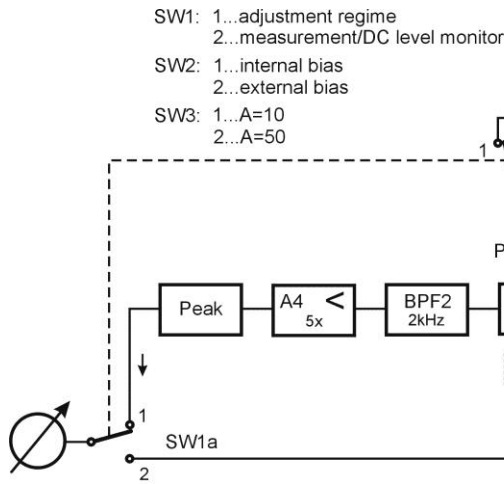 SW1: 1...adjustment regime
2...measurement/DC level monitor
SW2: 1...internal bias
2...external bias
SW3: 1...A=10
2...A=50
1
P
Peak
A4 <
5x
BPF2
2kHz
1
SW1a
2